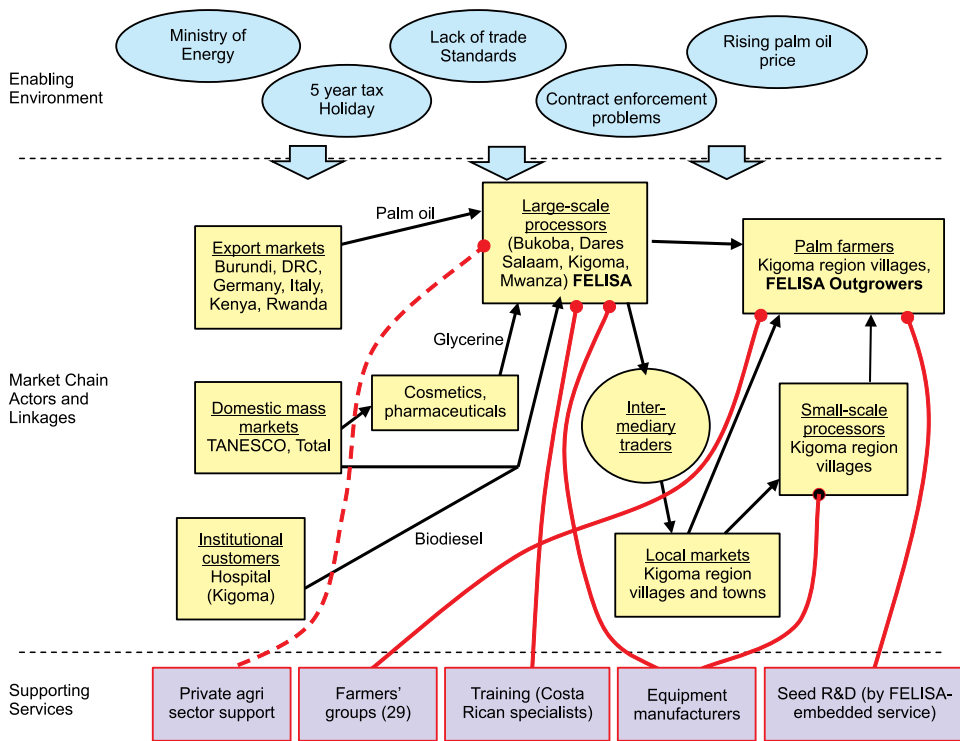 Ministry of
Energy
Lack of trade
Standards
Rising palm oil
price
Enabling
Environment
5 year tax
Holiday
Contract enforcement
problems
Palm oil
Large-scale
processors
(Bukoba, Dares
Salaam, Kigoma,
Mwanza) FELISA
Export markets
Burundi, DRC,
Germany, Italy,
Kenya, Rwanda
Palm farmers
Kigoma region villages,
FELISA Outgrowers
Glycerine
Market Chain
Actors and
Linkages
Domestic mass
markets
TANESCO, Total
Cosmetics,
pharmaceuticals
Inter-
mediary
traders
Small-scale
processors
Kigoma region
villages
Institutional
customers
Hospital
(Kigoma)
Biodiesel
Local markets
Kigoma region
villages and towns
Supporting
Services
Private agri
sector support
Farmers'
groups (29)
Training (Costa
Rican specialists)
Equipment
manufacturers
Seed R&D (by FELISA-
embedded service)